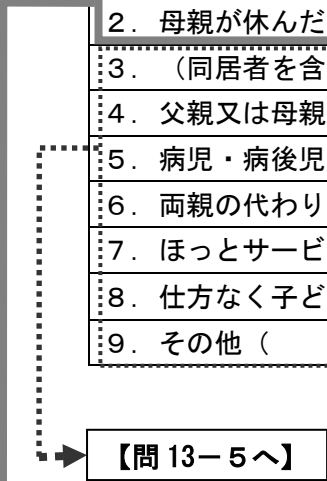 2. 母親が休んだ
3. (同居者を含
4. 父親又は母親
5. 病児・病後児
6. 両親の代わり
7. ほっとサービ
8. 仕方なく子ど
9. その他(
【問 13－5へ】